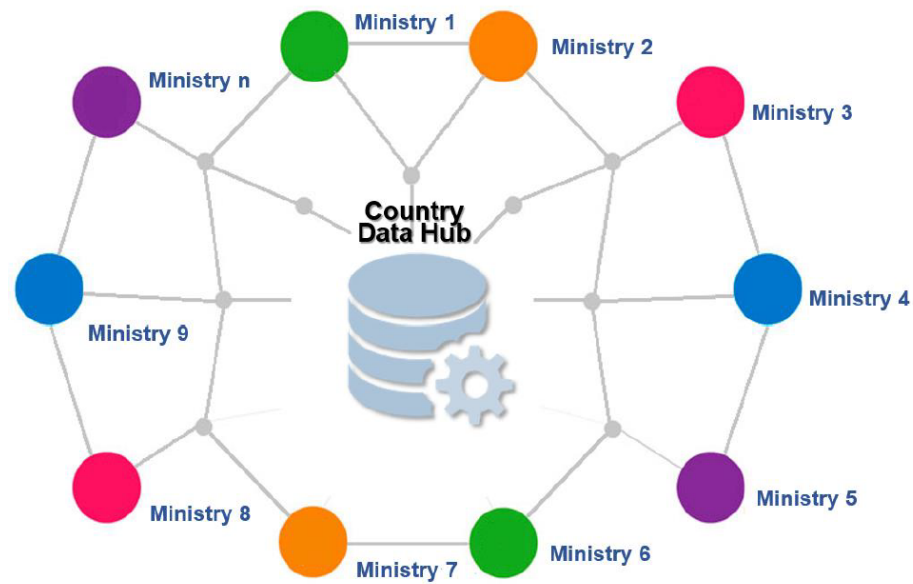 Ministry 1
Ministry 2
Ministry n
Ministry 3
Country
Data Hub
Ministry 9
Ministry 4
Ministry 8
Ministry 5
Ministry 7
Ministry 6